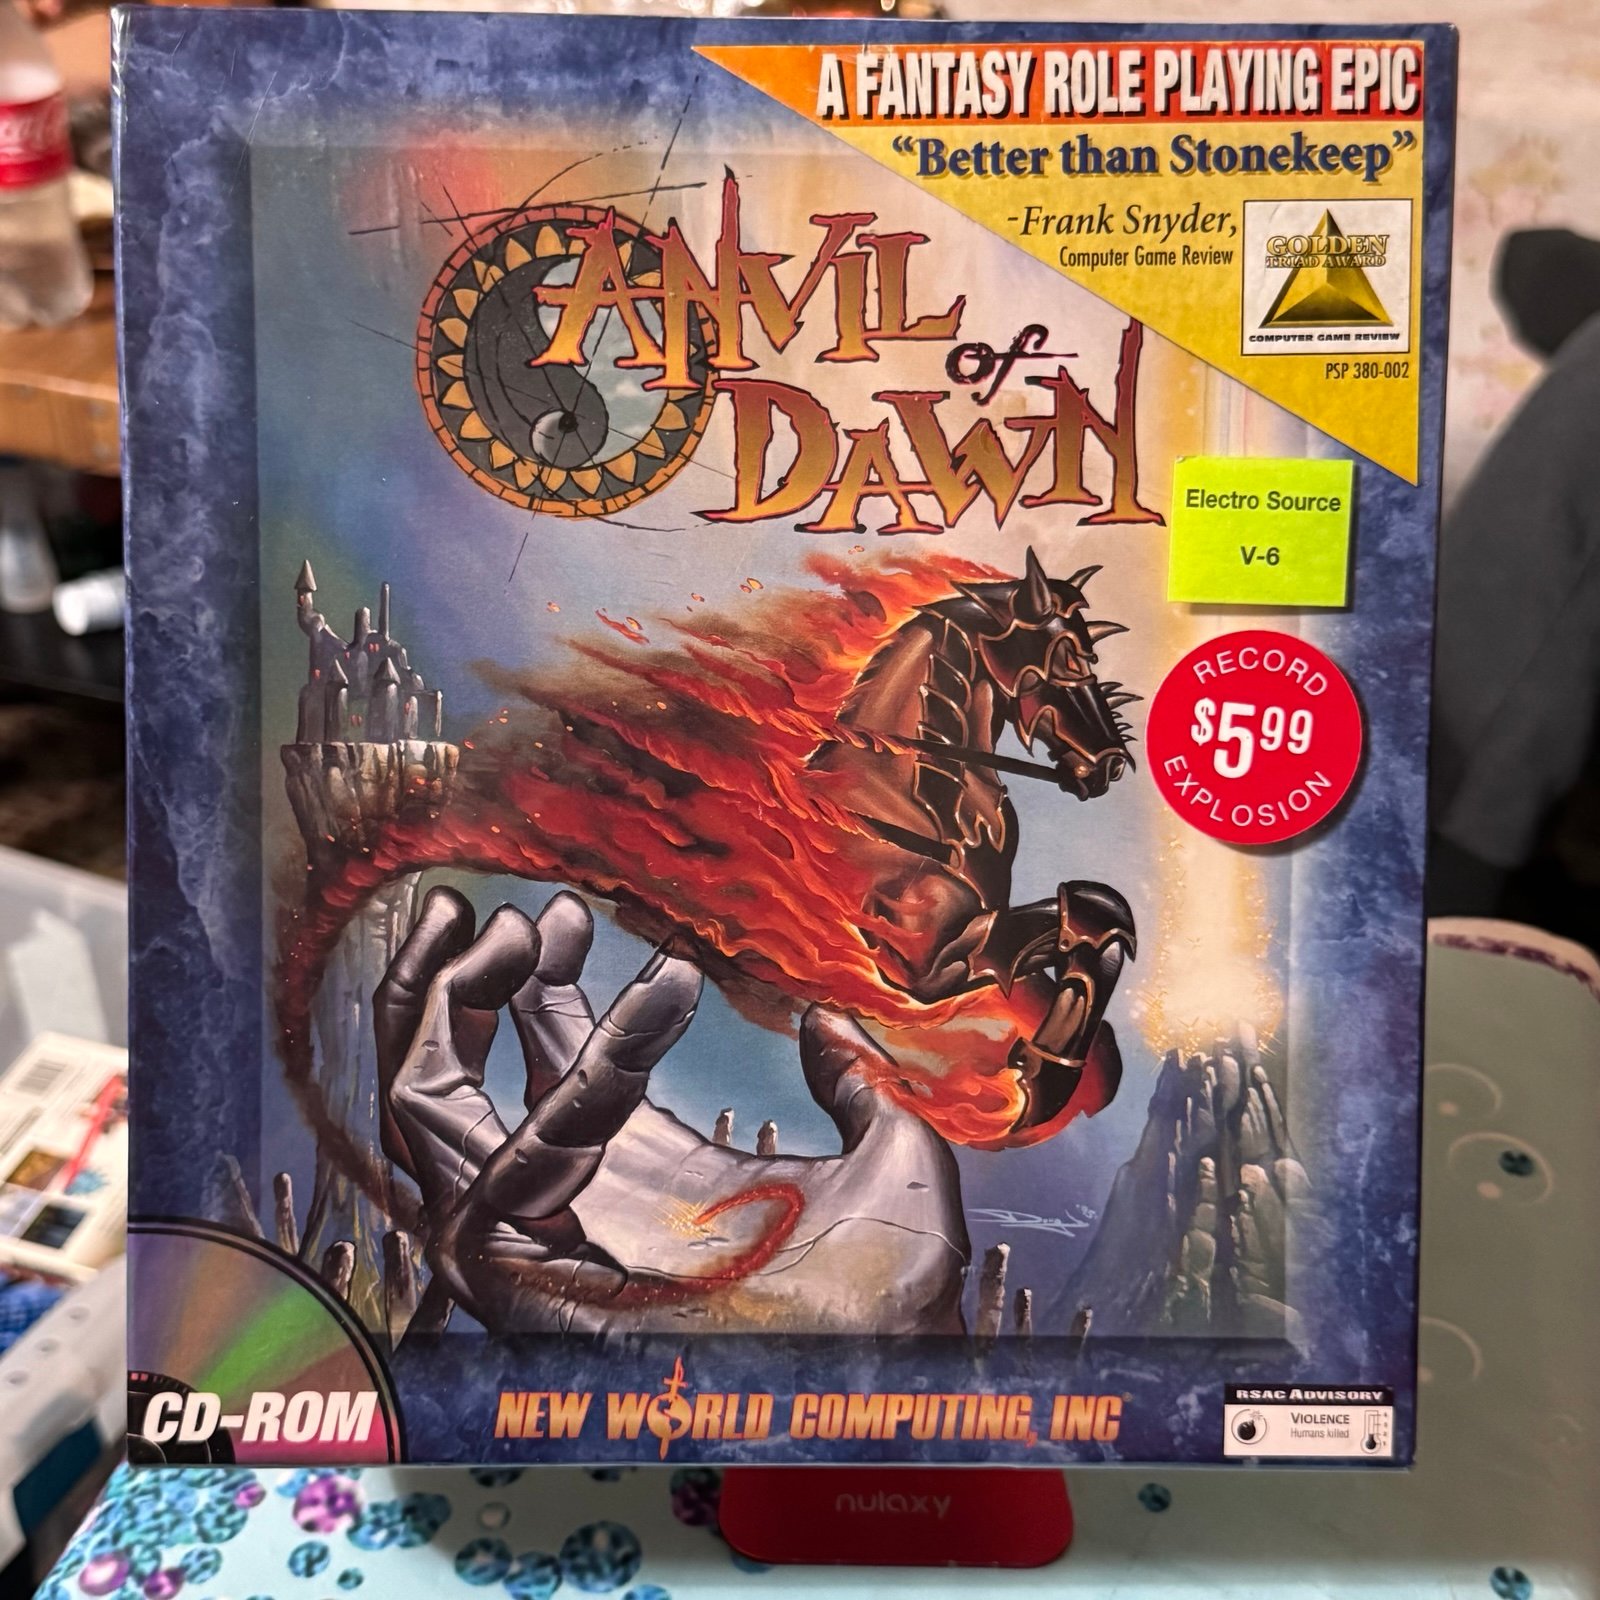 A FANTASY ROLE PLAYING EPIC
“Better than Stonekeep”
-Frank Snyder,
Computer Game Review
GOLDEN
TRIAD AWARD
COMPUTER GAME REVIEW
PSP 380-002
ANVIL
of
DAWN
Electro Source
V-6
RECORD
$5.99
EXPLOSION
CD-ROM
NEW WORLD COMPUTING, INC
RSAC ADVISORY
VIOLENCE
Humans killed
nulaxy